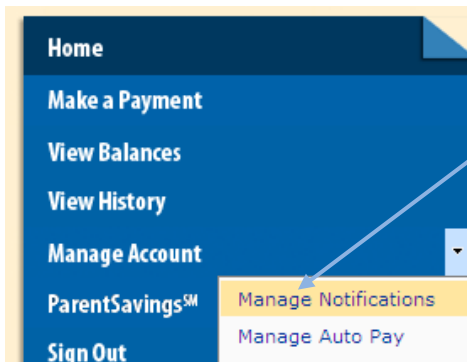 Home
Make a Payment
View Balances
View History
Manage Account
ParentSavings℠
Manage Notifications
Manage Auto Pay
Sign Out